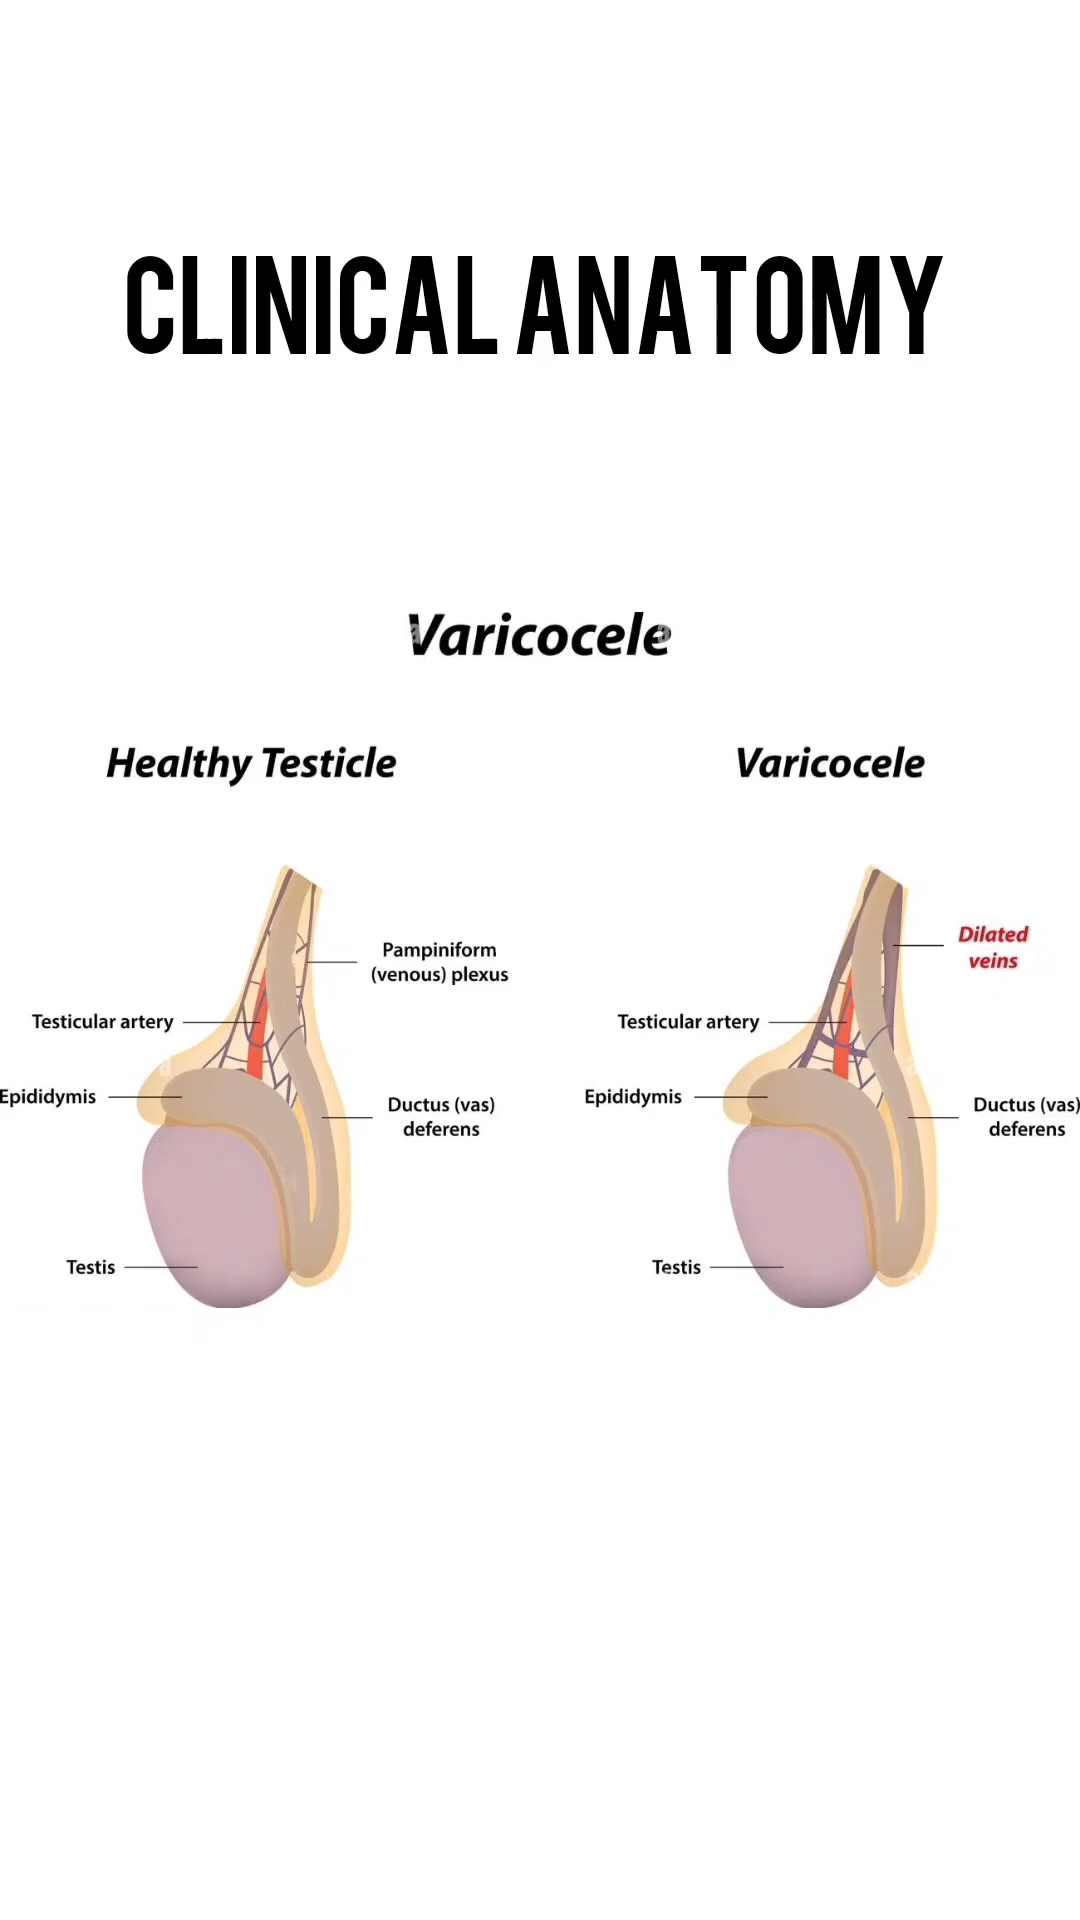 CLINICAL ANATOMY
Varicocele
Healthy Testicle
Varicocele
Pampiniform
(venous) plexus
Testicular artery
Epididymis
Ductus (vas)
deferens
Testis
Dilated
veins
Testicular artery
Epididymis
Ductus (vas)
deferens
Testis
a
a
a
a